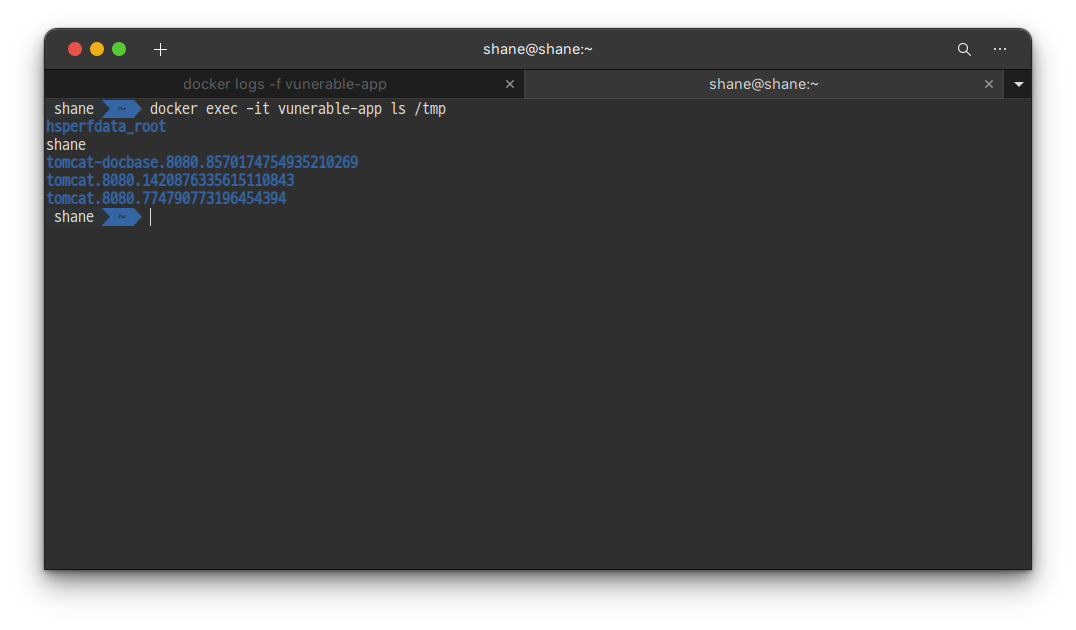 shane@shane:~
docker logs -f vunerable-app
shane@shane:~
shane ~ docker exec -it vunerable-app ls /tmp
hsperfdata_root
shane
tomcat-docbase.8080.8570174754935210269
tomcat.8080.1420876335615110843
tomcat.8080.774790773196454394
shane ~